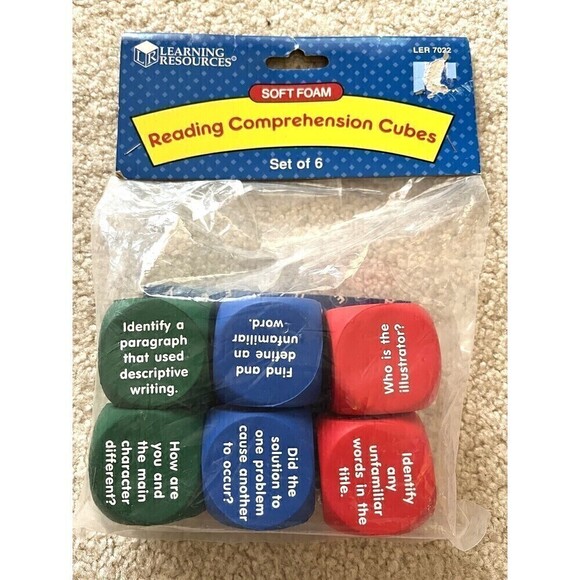 LEARNING
RESOURCES®
LER 7022
SOFT FOAM
Reading Comprehension Cubes
Set of 6
Identify a
paragraph
that used
descriptive
writing.
Find and
define an
unfamiliar
word.
Who is the
illustrator?
How are
you and
the main
character
different?
Did the
solution to
one problem
cause another
to occur?
Identify
any
unfamiliar
words in the
title.